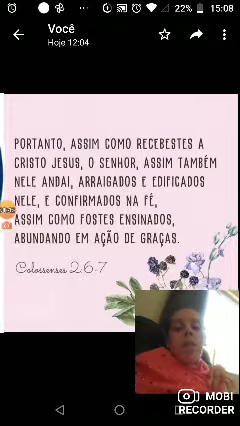 15:08
22%
Você
Hoje 12:04
PORTANTO, ASSIM COMO RECEBESTES A
CRISTO JESUS, O SENHOR, ASSIM TAMBÉM
NELE ANDAI, ARRAIGADOS E EDIFICADOS
NELE, E CONFIRMADOS NA FÉ,
ASSIM COMO FOSTES ENSINADOS,
ABUNDANDO EM AÇÃO DE GRAÇAS.
Colossenses 2:6-7
MOBI
RECORDER